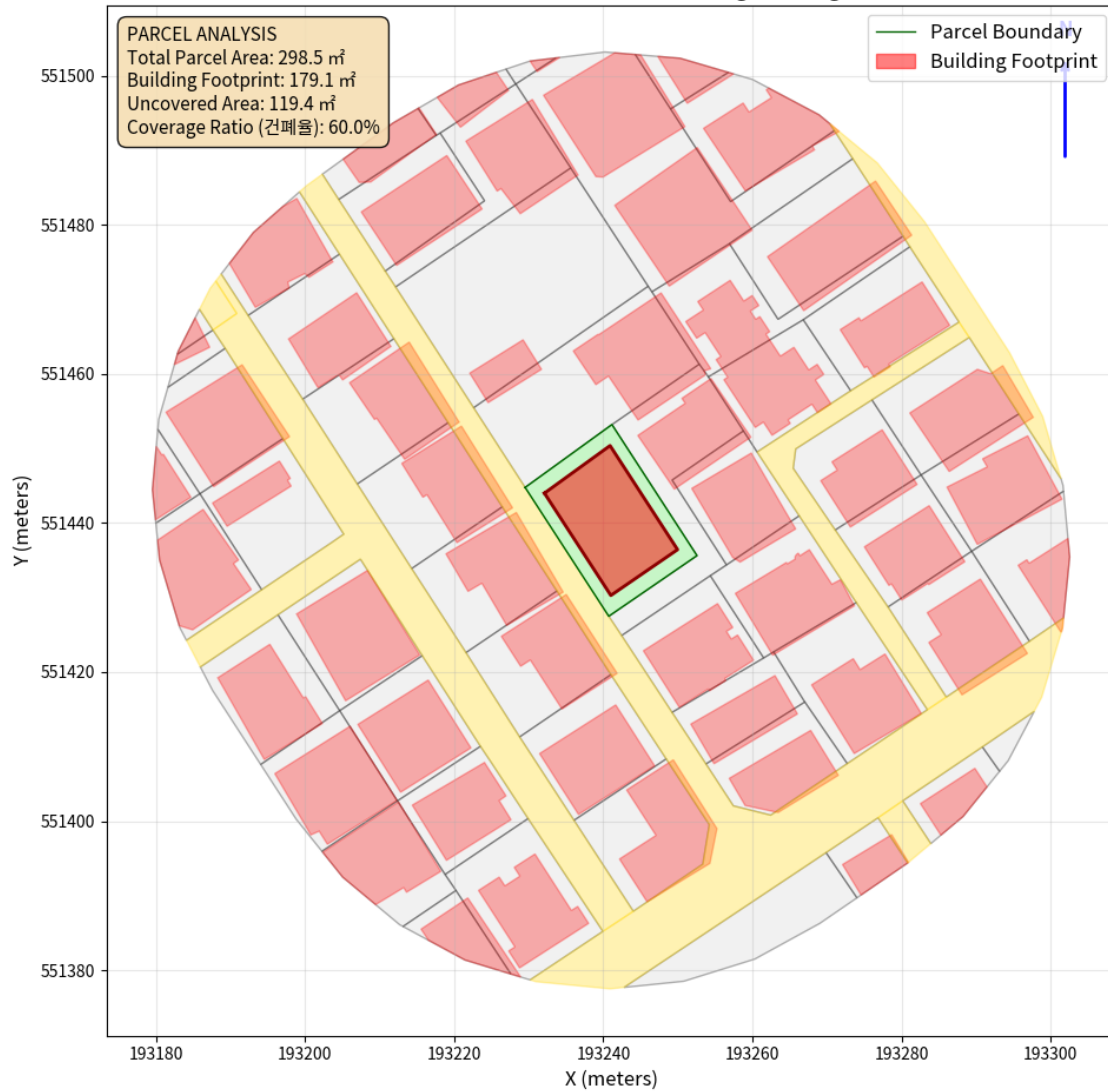 PARCEL ANALYSIS
Total Parcel Area: 298.5 ㎡
Building Footprint: 179.1 ㎡
Uncovered Area: 119.4 ㎡
Coverage Ratio (건폐율): 60.0%
N
Parcel Boundary
Building Footprint
551500
551480
551460
551440
551420
551400
551380
Y (meters)
193180
193200
193220
193240
193260
193280
193300
X (meters)